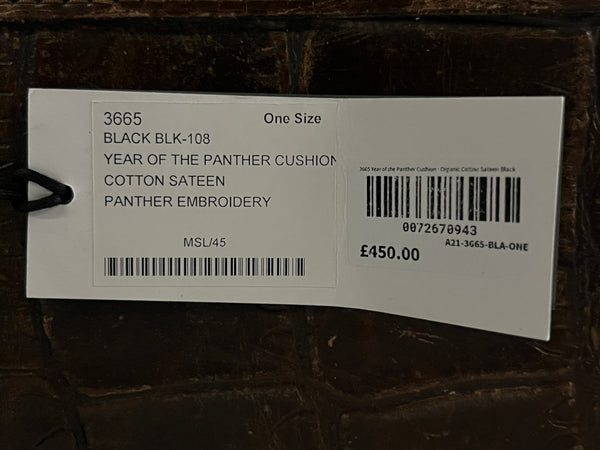 3665 One Size
BLACK BLK-108
YEAR OF THE PANTHER CUSHION
COTTON SATEEN
PANTHER EMBROIDERY
MSL/45
3665 Year of the Panther Cushion - Organic Cotton Sateen Black
0072670943
A21-3665-BLA-ONE
£450.00